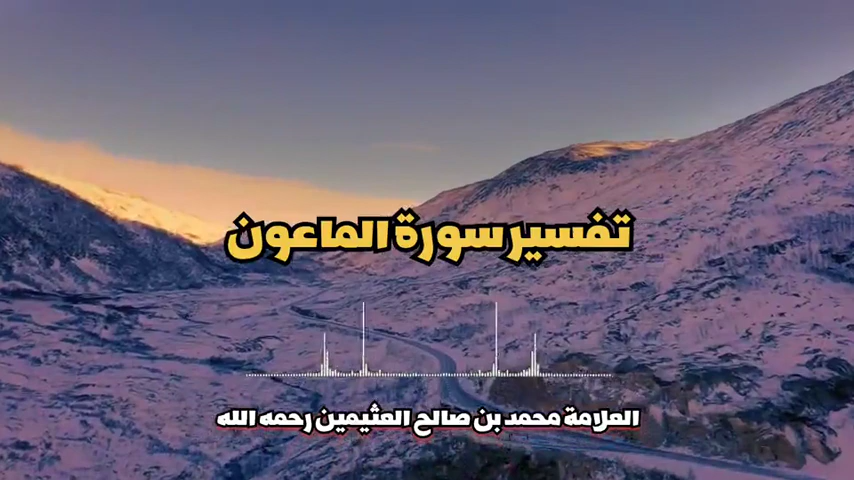 تفسير سورة الماعون
العلامة محمد بن صالح العثيمين رحمه الله